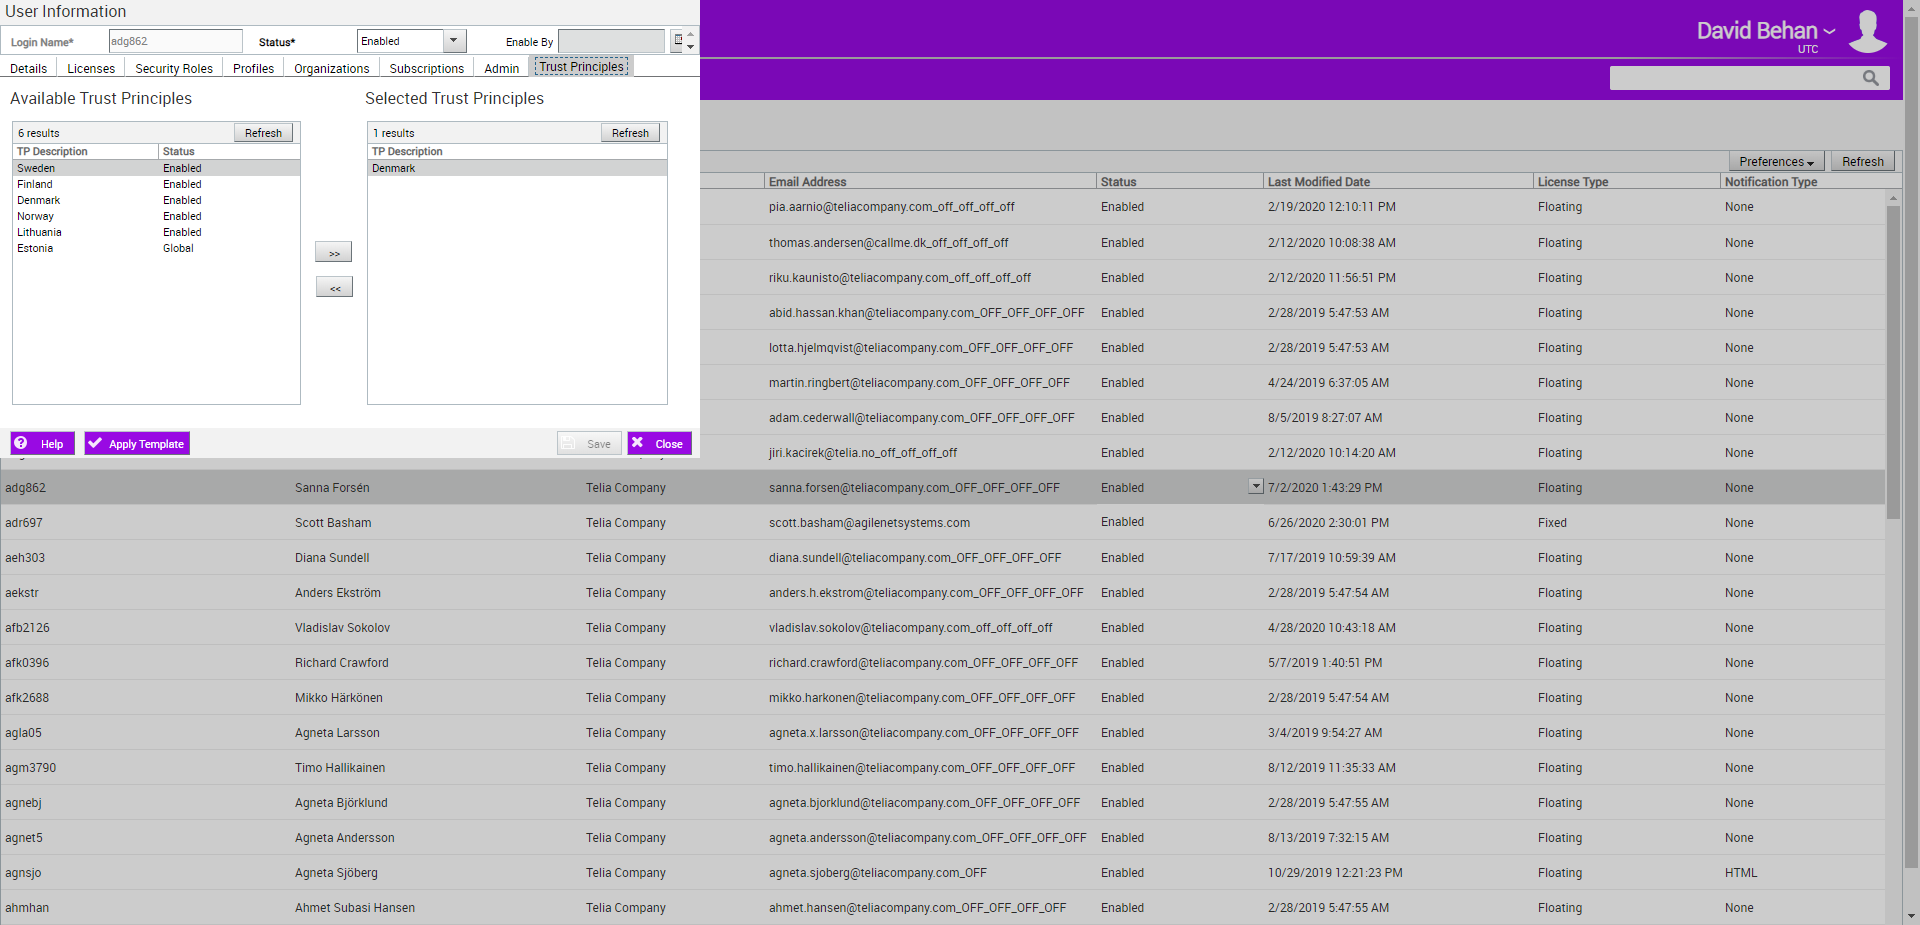 User Information
David Behan
UTC
Login Name* adg862 Status* Enabled Enable By
Details Licenses Security Roles Profiles Organizations Subscriptions Admin Trust Principles
Available Trust Principles Selected Trust Principles
6 results Refresh 1 results Refresh
TP Description Status TP Description
Sweden Enabled Denmark
Finland Enabled
Denmark Enabled
Norway Enabled
Lithuania Enabled
Estonia Global
>>
<<
Help Apply Template Save Close
Preferences Refresh
Email Address Status Last Modified Date License Type Notification Type
pia.aarnio@teliacompany.com_off_off_off_off Enabled 2/19/2020 12:10:11 PM Floating None
thomas.andersen@callme.dk_off_off_off_off Enabled 2/12/2020 10:08:38 AM Floating None
riku.kaunisto@teliacompany.com_off_off_off_off Enabled 2/12/2020 11:56:51 PM Floating None
abid.hassan.khan@teliacompany.com_OFF_OFF_OFF_OFF Enabled 2/28/2019 5:47:53 AM Floating None
lotta.hjelmqvist@teliacompany.com_OFF_OFF_OFF_OFF Enabled 2/28/2019 5:47:53 AM Floating None
martin.ringbert@teliacompany.com_OFF_OFF_OFF_OFF Enabled 4/24/2019 6:37:05 AM Floating None
adam.cederwall@teliacompany.com_OFF_OFF_OFF_OFF Enabled 8/5/2019 8:27:07 AM Floating None
jiri.kacirek@telia.no_off_off_off_off Enabled 2/12/2020 10:14:20 AM Floating None
adg862 Sanna Forsén Telia Company sanna.forsen@teliacompany.com_OFF_OFF_OFF_OFF Enabled 7/2/2020 1:43:29 PM Floating None
adr697 Scott Basham Telia Company scott.basham@agilenetsystems.com Enabled 6/26/2020 2:30:01 PM Fixed None
aeh303 Diana Sundell Telia Company diana.sundell@teliacompany.com_OFF_OFF_OFF_OFF Enabled 7/17/2019 10:59:39 AM Floating None
aekstr Anders Ekström Telia Company anders.h.ekstrom@teliacompany.com_OFF_OFF_OFF_OFF Enabled 2/28/2019 5:47:54 AM Floating None
afb2126 Vladislav Sokolov Telia Company vladislav.sokolov@teliacompany.com_off_off_off_off Enabled 4/28/2020 10:43:18 AM Floating None
afk0396 Richard Crawford Telia Company richard.crawford@teliacompany.com_OFF_OFF_OFF_OFF Enabled 5/7/2019 1:40:51 PM Floating None
afk2688 Mikko Härkönen Telia Company mikko.harkonen@teliacompany.com_OFF_OFF_OFF_OFF Enabled 2/28/2019 5:47:54 AM Floating None
agla05 Agneta Larsson Telia Company agneta.x.larsson@teliacompany.com_OFF_OFF_OFF_OFF Enabled 3/4/2019 9:54:27 AM Floating None
agm3790 Timo Hallikainen Telia Company timo.hallikainen@teliacompany.com_OFF_OFF_OFF_OFF Enabled 8/12/2019 11:35:33 AM Floating None
agnebj Agneta Björklund Telia Company agneta.bjorklund@teliacompany.com_OFF_OFF_OFF_OFF Enabled 2/28/2019 5:47:55 AM Floating None
agnet5 Agneta Andersson Telia Company agneta.andersson@teliacompany.com_OFF_OFF_OFF_OFF Enabled 8/13/2019 7:32:15 AM Floating None
agnsjo Agneta Sjöberg Telia Company agneta.sjoberg@teliacompany.com_OFF Enabled 10/29/2019 12:21:23 PM Floating HTML
ahmhan Ahmet Subasi Hansen Telia Company ahmet.hansen@teliacompany.com_OFF_OFF_OFF_OFF Enabled 2/28/2019 5:47:55 AM Floating None